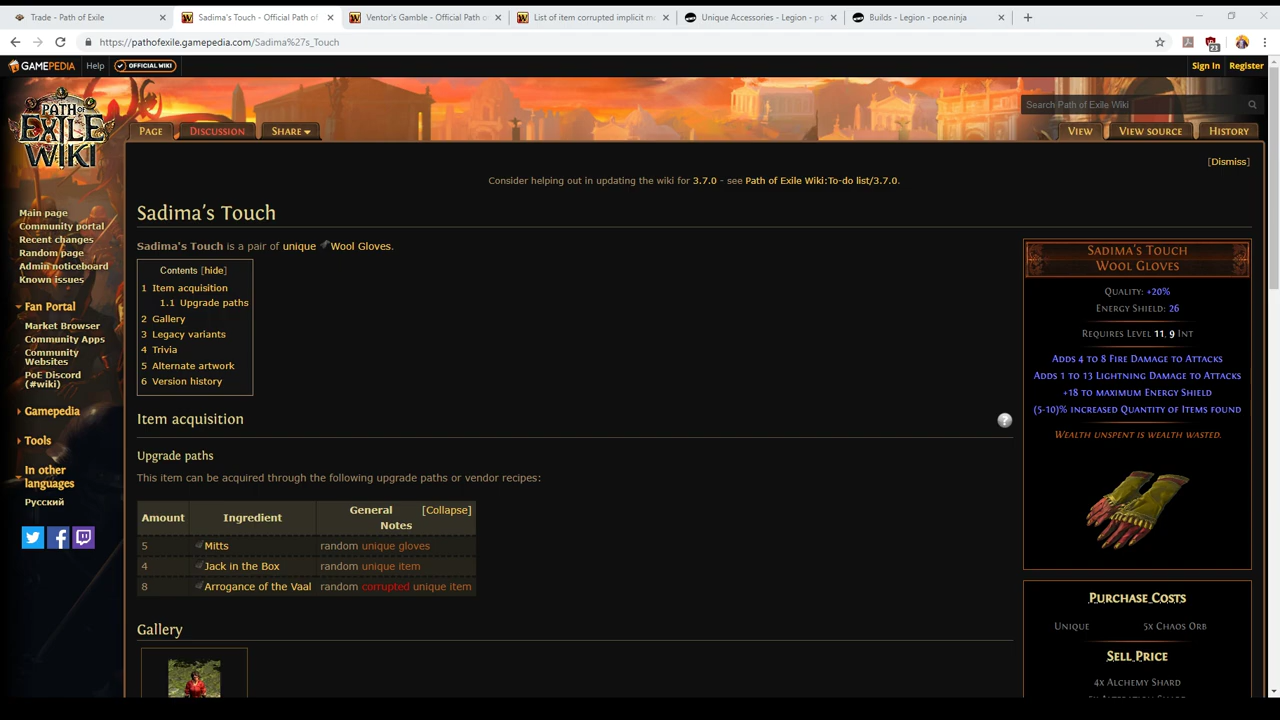 Trade - Path of Exile
Sadima's Touch - Official Path of
Ventor's Gamble - Official Path o
List of item corrupted implicit m
Unique Accessories - Legion - po
Builds - Legion - poe.ninja
https://pathofexile.gamepedia.com/Sadima%27s_Touch
23
GAMEPEDIA
Help
OFFICIAL WIKI
Sign In
Register
PATH OF
EXILE
WIKI
Search Path of Exile Wiki
PAGE
DISCUSSION
SHARE
VIEW
VIEW SOURCE
HISTORY
[Dismiss]
Consider helping out in updating the wiki for 3.7.0 - see Path of Exile Wiki:To-do list/3.7.0.
Main page
Community portal
Recent changes
Random page
Admin noticeboard
Known issues
Fan Portal
Market Browser
Community Apps
Community
Websites
PoE Discord
(#wiki)
Gamepedia
Tools
In other
languages
Русский
Sadima's Touch
Sadima's Touch is a pair of unique Wool Gloves.
Contents [hide]
1 Item acquisition
1.1 Upgrade paths
2 Gallery
3 Legacy variants
4 Trivia
5 Alternate artwork
6 Version history
Item acquisition
?
Upgrade paths
This item can be acquired through the following upgrade paths or vendor recipes:
Amount
Ingredient
General
Notes
[Collapse]
5 Mitts random unique gloves
4 Jack in the Box random unique item
8 Arrogance of the Vaal random corrupted unique item
Gallery
SADIMA'S TOUCH
WOOL GLOVES
QUALITY: +20%
ENERGY SHIELD: 26
REQUIRES LEVEL 11, 9 INT
ADDS 4 TO 8 FIRE DAMAGE TO ATTACKS
ADDS 1 TO 13 LIGHTNING DAMAGE TO ATTACKS
+18 TO MAXIMUM ENERGY SHIELD
(5-10)% INCREASED QUANTITY OF ITEMS FOUND
WEALTH UNSPENT IS WEALTH WASTED.
PURCHASE COSTS
UNIQUE 5X CHAOS ORB
SELL PRICE
4X ALCHEMY SHARD